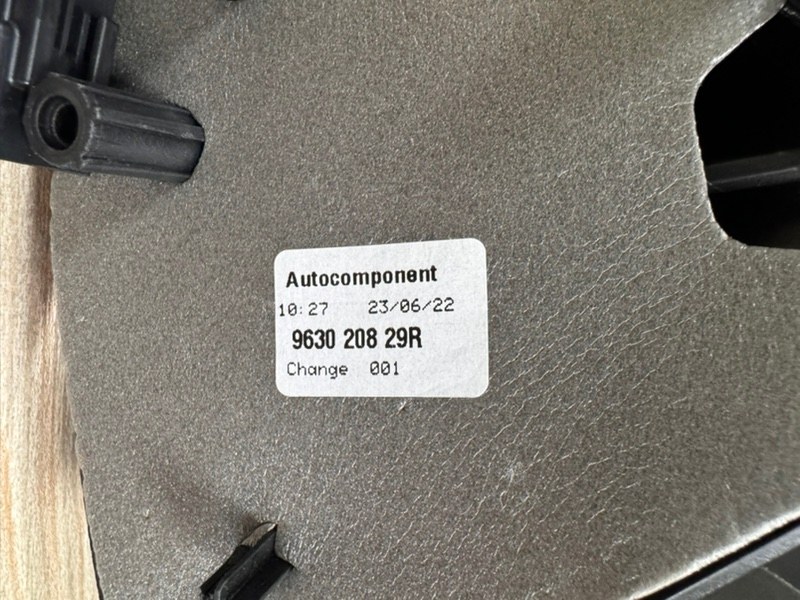 Autocomponent
10:27 23/06/22
9630 208 29R
Change 001